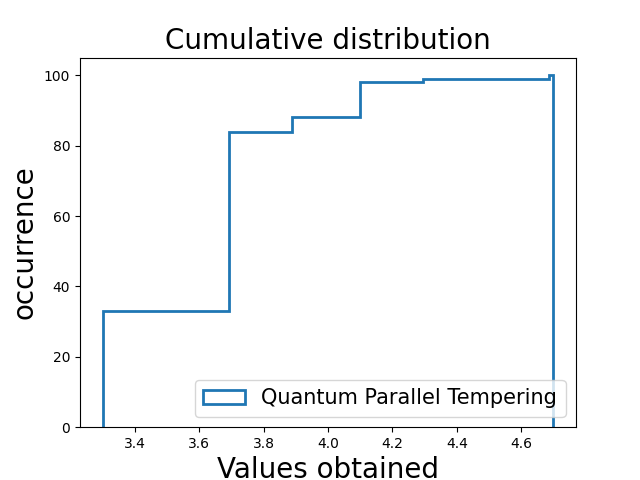 Cumulative distribution
occurrence
100
80
60
40
20
0
Quantum Parallel Tempering
3.4 3.6 3.8 4.0 4.2 4.4 4.6
Values obtained